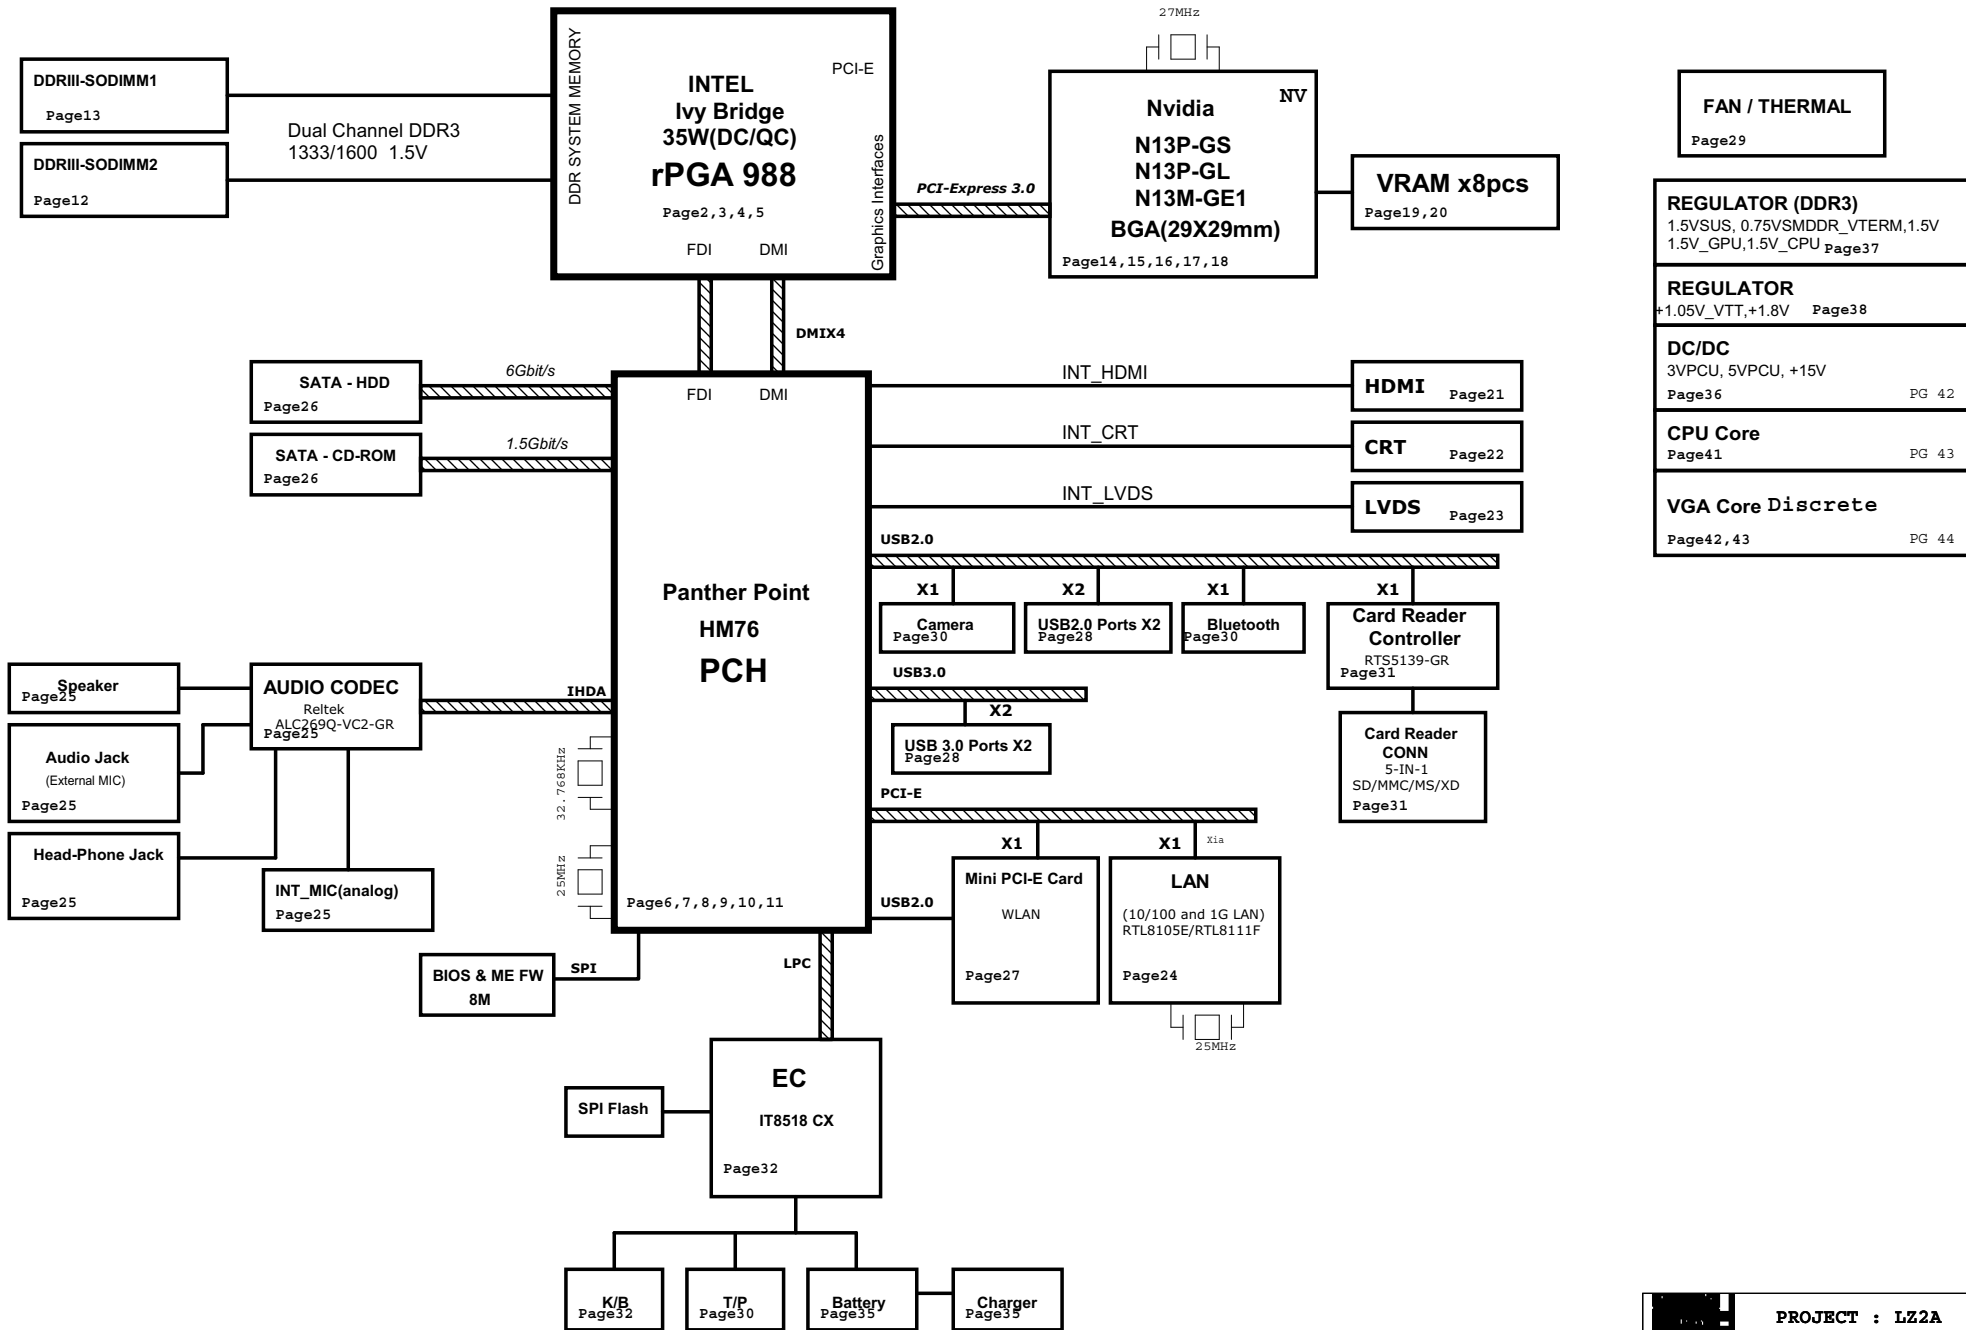 27MHz
DDRIII-SODIMM1
Page13
DDRIII-SODIMM2
Page12
Dual Channel DDR3
1333/1600 1.5V
DDR SYSTEM MEMORY
INTEL
Ivy Bridge
35W(DC/QC)
rPGA 988
Page2,3,4,5
PCI-E
Graphics Interfaces
FDI DMI
PCI-Express 3.0
NV
Nvidia
N13P-GS
N13P-GL
N13M-GE1
BGA(29X29mm)
Page14,15,16,17,18
VRAM x8pcs
Page19,20
FAN / THERMAL
Page29
REGULATOR (DDR3)
1.5VSUS, 0.75VSMDDR_VTERM,1.5V
1.5V_GPU,1.5V_CPU Page37
REGULATOR
+1.05V_VTT,+1.8V Page38
DC/DC
3VPCU, 5VPCU, +15V
Page36 PG 42
CPU Core
Page41 PG 43
VGA Core Discrete
Page42,43 PG 44
DMIX4
SATA - HDD
Page26
6Gbit/s
SATA - CD-ROM
Page26
1.5Gbit/s
FDI DMI
Panther Point
HM76
PCH
Page6,7,8,9,10,11
INT_HDMI
HDMI Page21
INT_CRT
CRT Page22
INT_LVDS
LVDS Page23
USB2.0
X1
Camera
Page30
X2
USB2.0 Ports X2
Page28
X1
Bluetooth
Page30
X1
Card Reader
Controller
RTS5139-GR
Page31
Card Reader
CONN
5-IN-1
SD/MMC/MS/XD
Page31
USB3.0
X2
USB 3.0 Ports X2
Page28
PCI-E
X1
Mini PCI-E Card
WLAN
Page27
USB2.0
X1 Xia
LAN
(10/100 and 1G LAN)
RTL8105E/RTL8111F
Page24
25MHz
Speaker
Page25
AUDIO CODEC
Reltek
ALC269Q-VC2-GR
Page25
IHDA
Audio Jack
(External MIC)
Page25
Head-Phone Jack
Page25
INT_MIC(analog)
Page25
32.768KHz
25MHz
BIOS & ME FW
8M
SPI
LPC
EC
IT8518 CX
Page32
SPI Flash
K/B
Page32
T/P
Page30
Battery
Page35
Charger
Page35
PROJECT : LZ2A